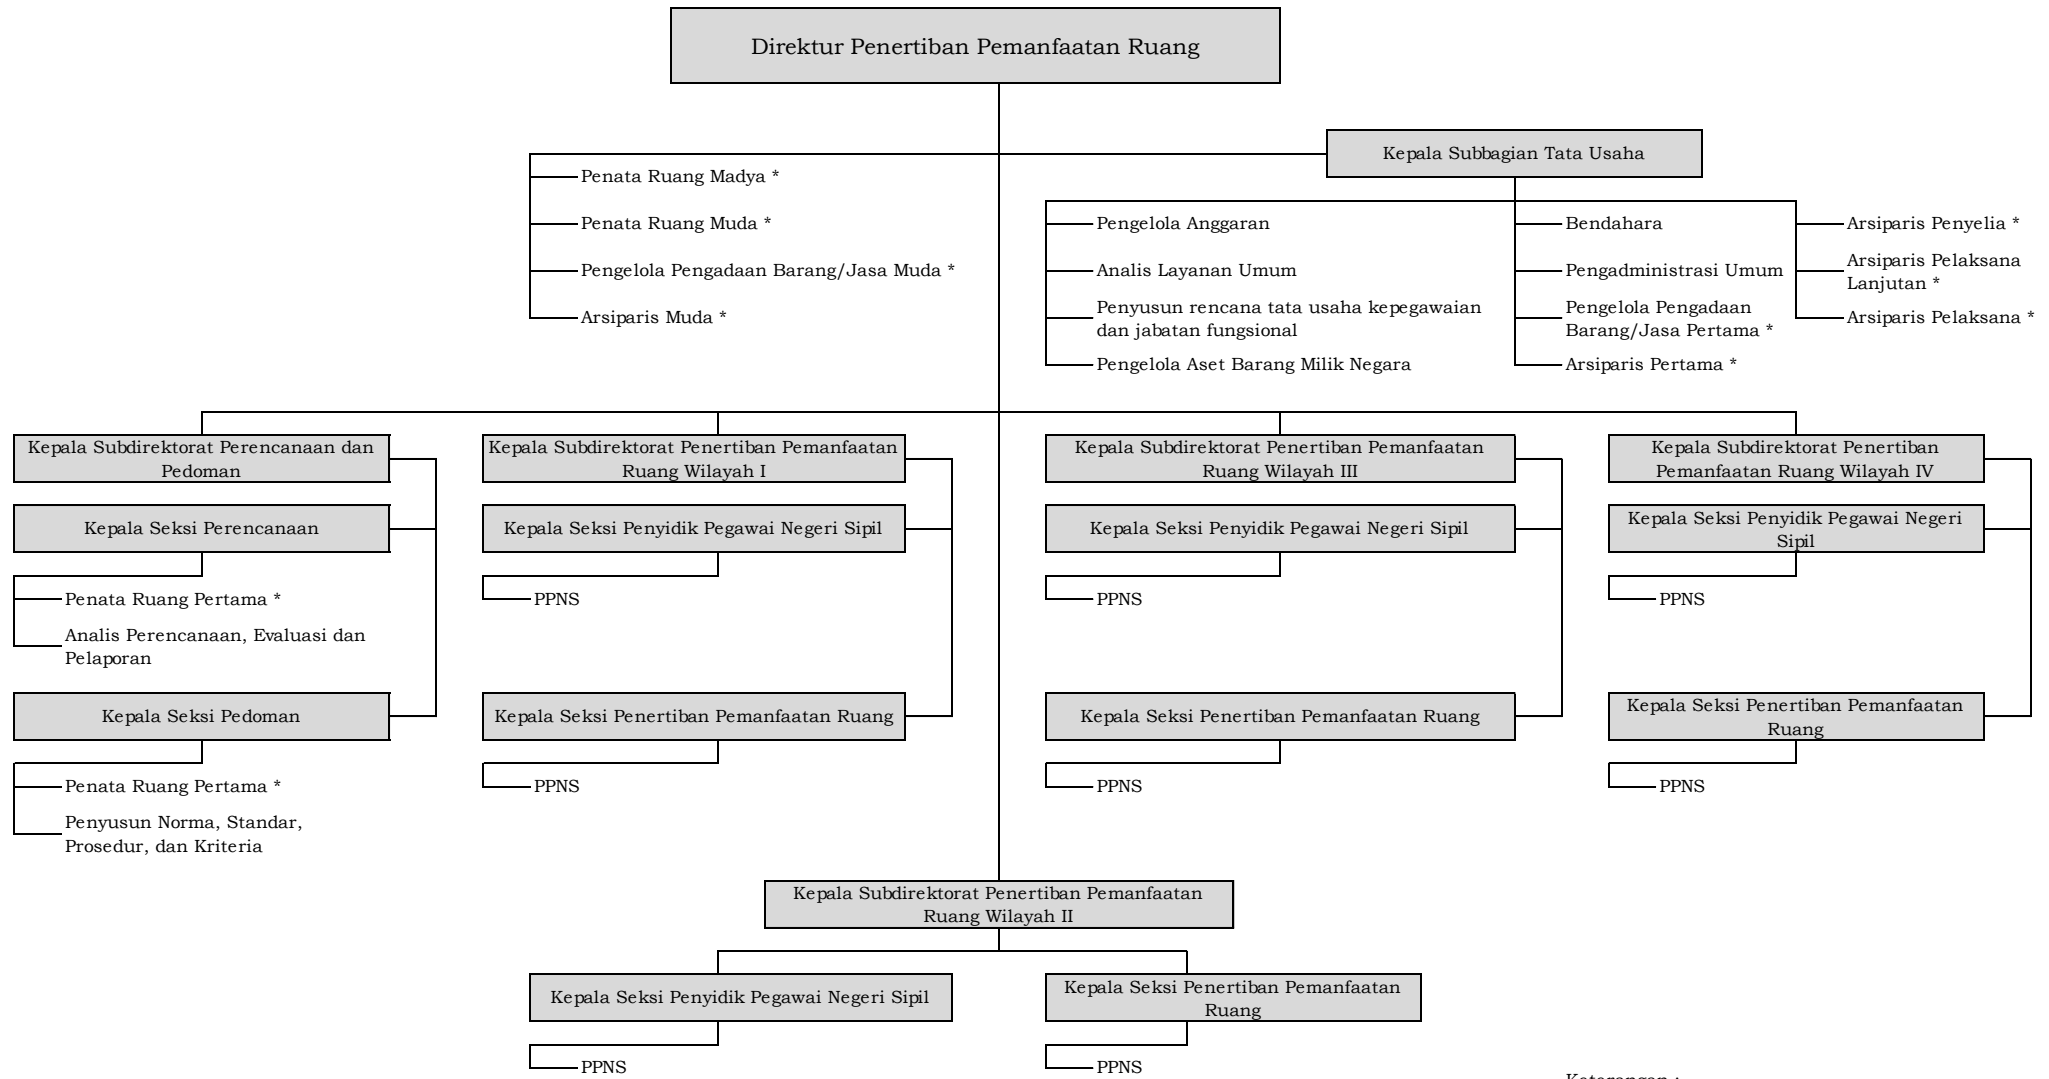 Direktur Penertiban Pemanfaatan Ruang
Kepala Subbagian Tata Usaha
Penata Ruang Madya *
Penata Ruang Muda *
Pengelola Pengadaan Barang/Jasa Muda *
Arsiparis Muda *
Pengelola Anggaran
Analis Layanan Umum
Penyusun rencana tata usaha kepegawaian
dan jabatan fungsional
Pengelola Aset Barang Milik Negara
Bendahara
Pengadministrasi Umum
Pengelola Pengadaan
Barang/Jasa Pertama *
Arsiparis Pertama *
Arsiparis Penyelia *
Arsiparis Pelaksana
Lanjutan *
Arsiparis Pelaksana *
Kepala Subdirektorat Perencanaan dan
Pedoman
Kepala Seksi Perencanaan
Penata Ruang Pertama *
Analis Perencanaan, Evaluasi dan
Pelaporan
Kepala Seksi Pedoman
Penata Ruang Pertama *
Penyusun Norma, Standar,
Prosedur, dan Kriteria
Kepala Subdirektorat Penertiban Pemanfaatan
Ruang Wilayah I
Kepala Seksi Penyidik Pegawai Negeri Sipil
PPNS
Kepala Seksi Penertiban Pemanfaatan Ruang
PPNS
Kepala Subdirektorat Penertiban Pemanfaatan
Ruang Wilayah III
Kepala Seksi Penyidik Pegawai Negeri Sipil
PPNS
Kepala Seksi Penertiban Pemanfaatan Ruang
PPNS
Kepala Subdirektorat Penertiban
Pemanfaatan Ruang Wilayah IV
Kepala Seksi Penyidik Pegawai Negeri
Sipil
PPNS
Kepala Seksi Penertiban Pemanfaatan
Ruang
PPNS
Kepala Subdirektorat Penertiban Pemanfaatan
Ruang Wilayah II
Kepala Seksi Penyidik Pegawai Negeri Sipil
PPNS
Kepala Seksi Penertiban Pemanfaatan
Ruang
PPNS
Keterangan :